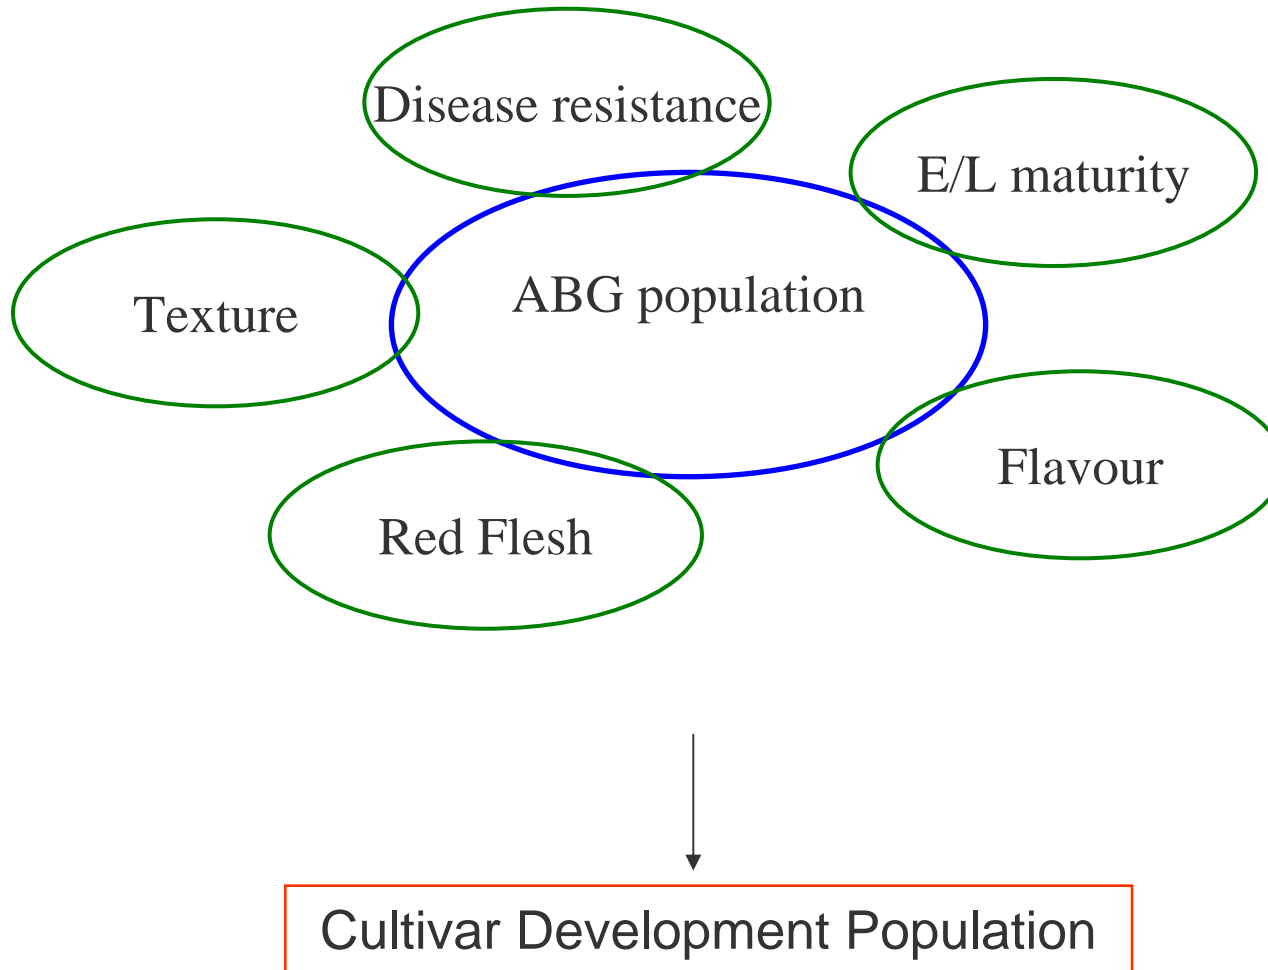 Disease resistance
E/L maturity
ABG population
Texture
Flavour
Red Flesh
Cultivar Development Population